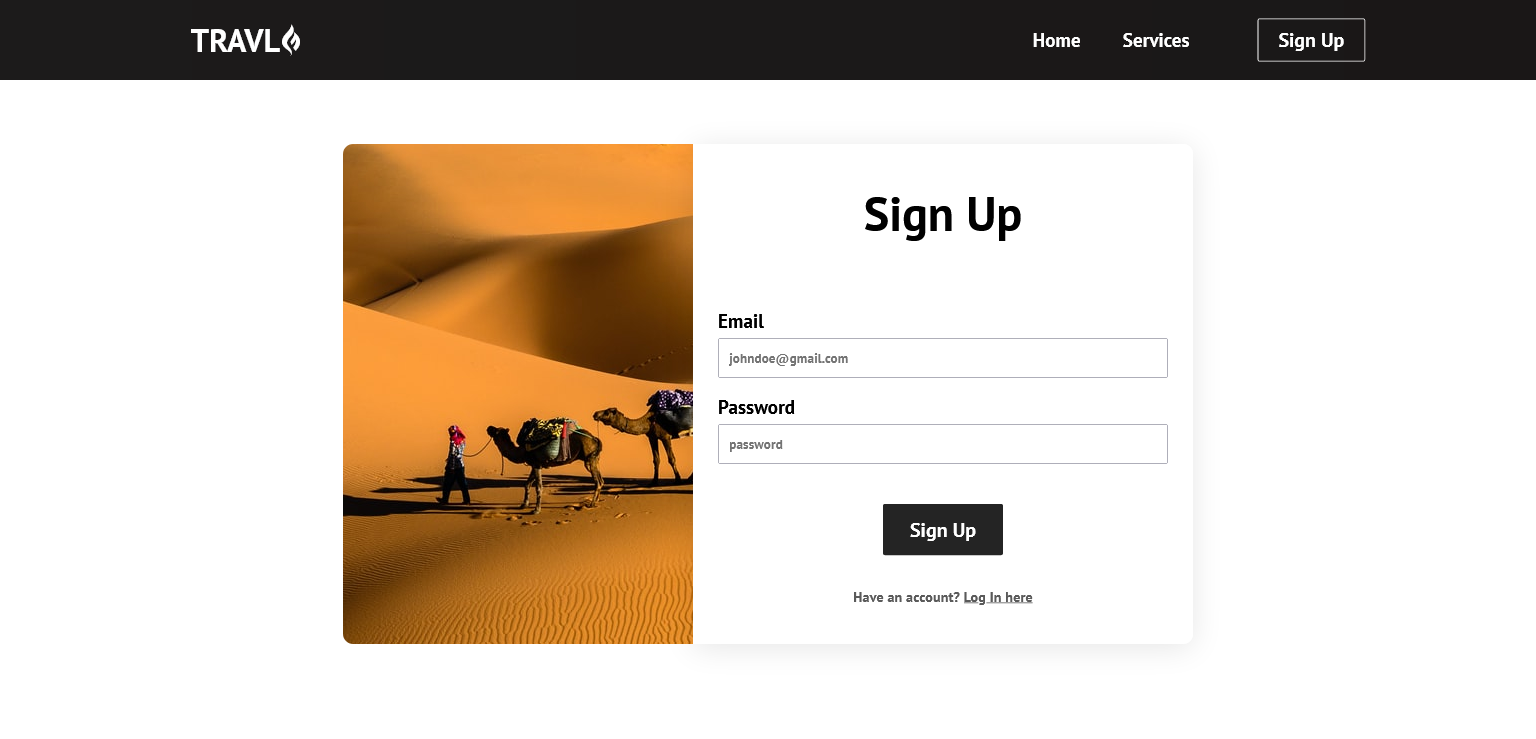 TRAVL
Home Services Sign Up
Sign Up
Email
johndoe@gmail.com
Password
password
Sign Up
Have an account? Log In here